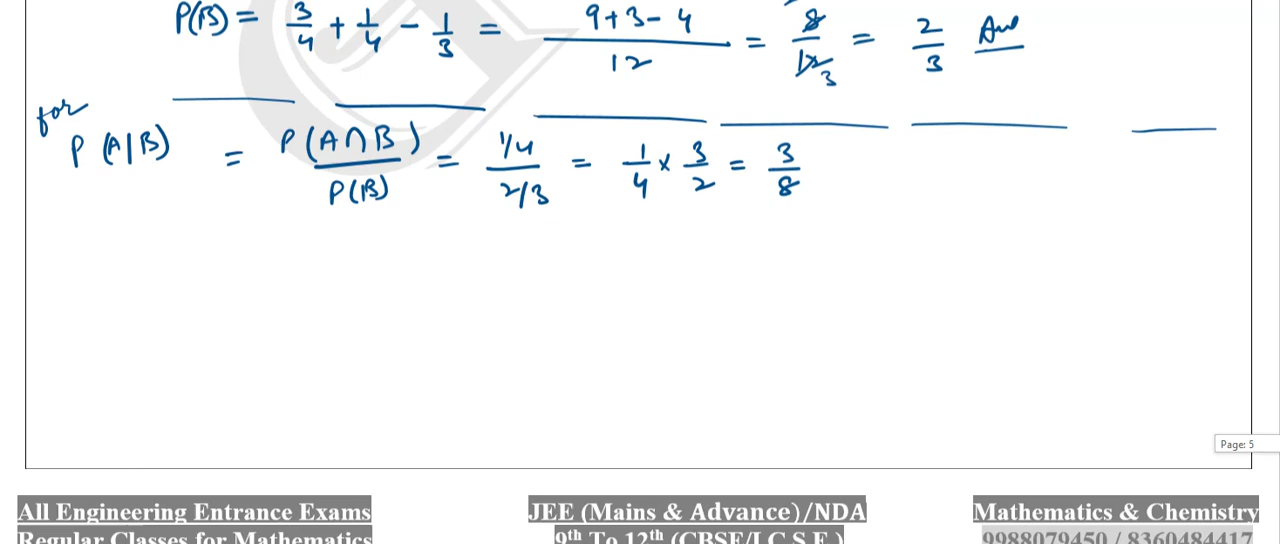 P(B) = 3/4 + 1/4 - 1/3 = 9+3-4/12 = 8/12 3 = 2/3 Ans
for
P(A|B) = P(A∩B)/P(B) = 1/4/2/3 = 1/4 × 3/2 = 3/8
Page: 5
All Engineering Entrance Exams JEE (Mains & Advance)/NDA Mathematics & Chemistry
Regular Classes for Mathematics 9th To 12th (CBSE/I.C.S.E.) 9988079450 / 8360484417